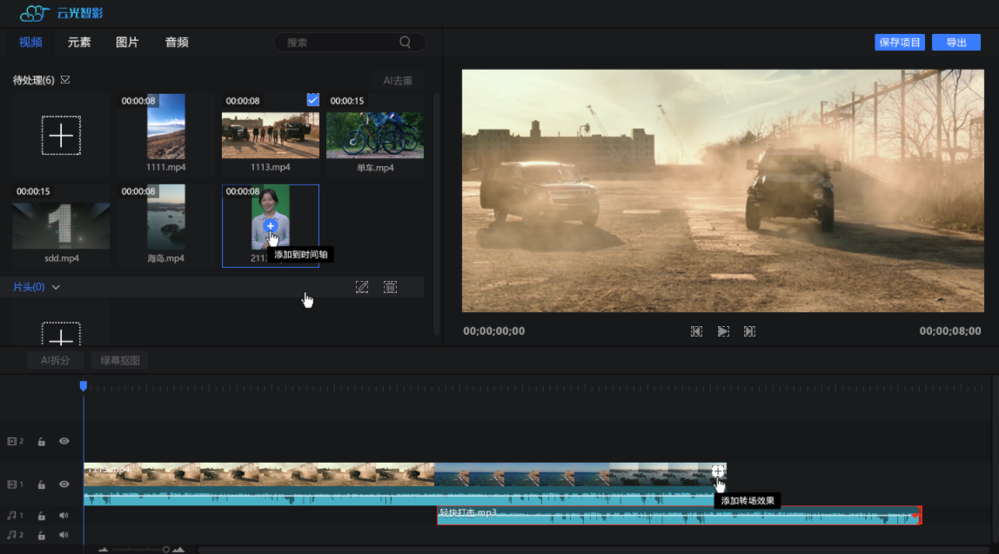 云光智影
视频 元素 图片 音频 搜索 保存项目 导出
待处理(6) AI去重
00:00:08 00:00:08 00:00:15
1111.mp4 1113.mp4 单车.mp4
00:00:15 00:00:08 00:00:08
sdd.mp4 海岛.mp4
添加到时间轴
片头(0)
00;00;00;00 00;00;08;00
AI拆分 绿幕抠图
2
1113.mp4
1
添加转场效果
1 轻快打击.mp3
2